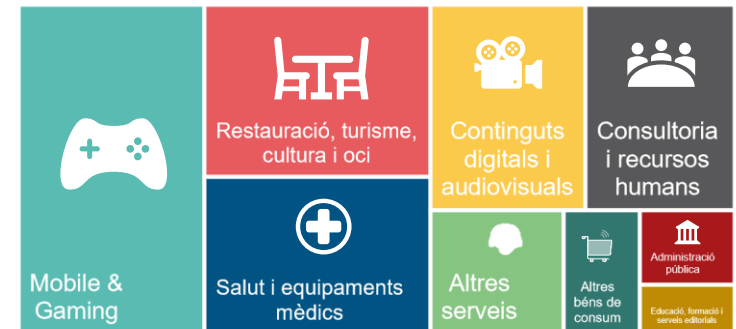 Mobile &
Gaming
Restauració, turisme,
cultura i oci
Salut i equipaments
mèdics
Continguts
digitals i
audiovisuals
Consultoria
i recursos
humans
Altres
serveis
Altres
béns de
consum
Administració
pública
Educació, formació i
serveis editorials